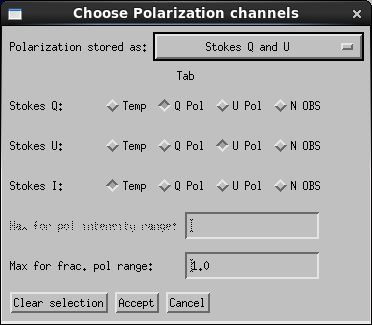 Choose Polarization channels
Polarization stored as: Stokes Q and U
Tab
Stokes Q: Temp Q Pol U Pol N OBS
Stokes U: Temp Q Pol U Pol N OBS
Stokes I: Temp Q Pol U Pol N OBS
Max for pol intensity range:
Max for frac. pol range: 1.0
Clear selection Accept Cancel